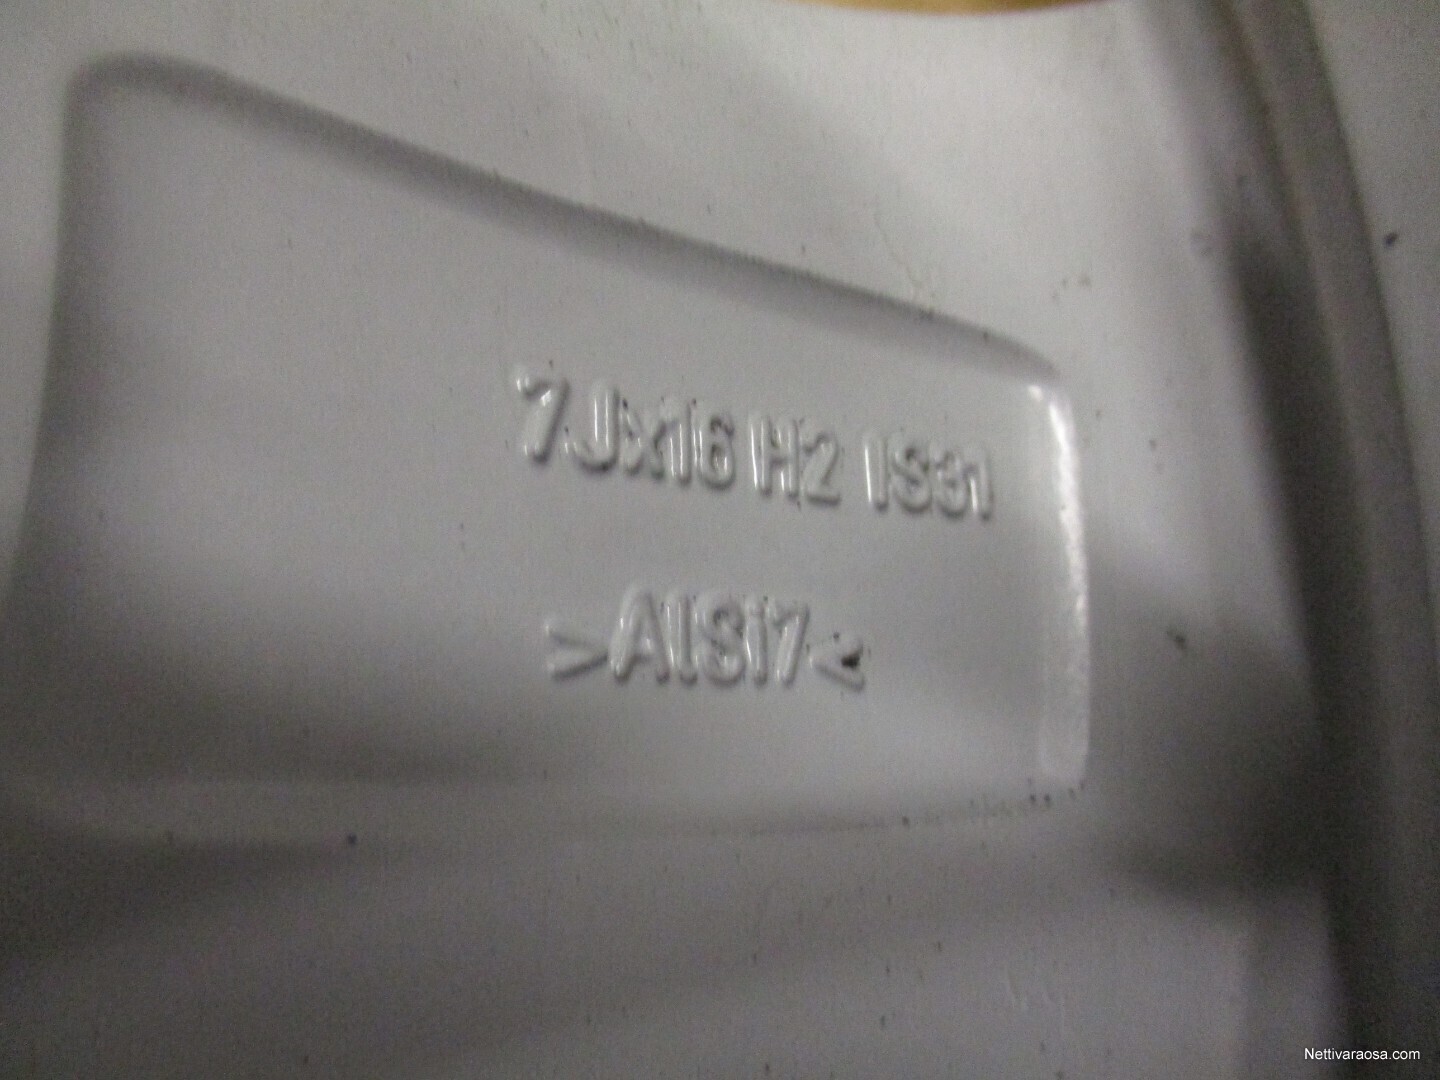 7Jx16 H2 IS31
>AlSi7<
Nettivaraosa.com